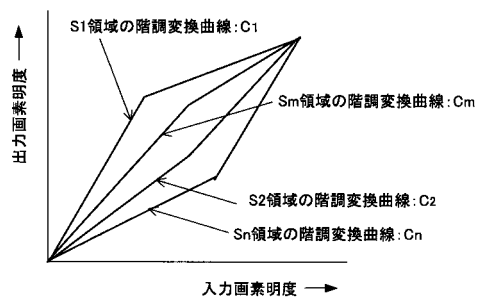 S1領域の階調変換曲線:C1
出力画素明度
Sm領域の階調変換曲線:Cm
S2領域の階調変換曲線:C2
Sn領域の階調変換曲線:Cn
入力画素明度